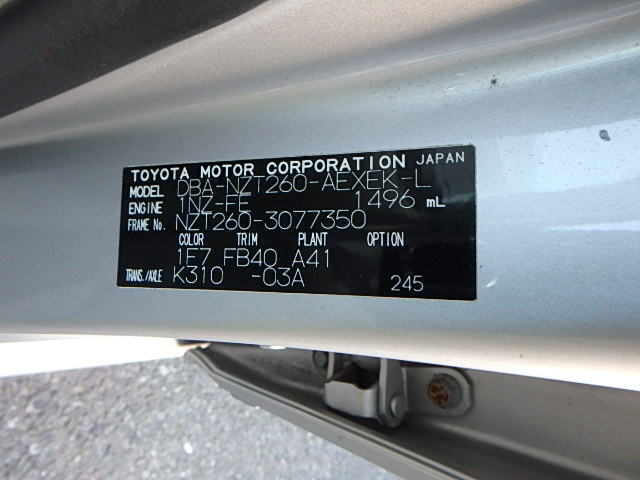 TOYOTA MOTOR CORPORATION JAPAN
MODEL DBA-NZT260-AEXEK-L
ENGINE 1NZ-FE 1496 mL
FRAME No. NZT260-3077350
COLOR TRIM PLANT OPTION
1F7 FB40 A41
TRANS./AXLE K310 -03A 245